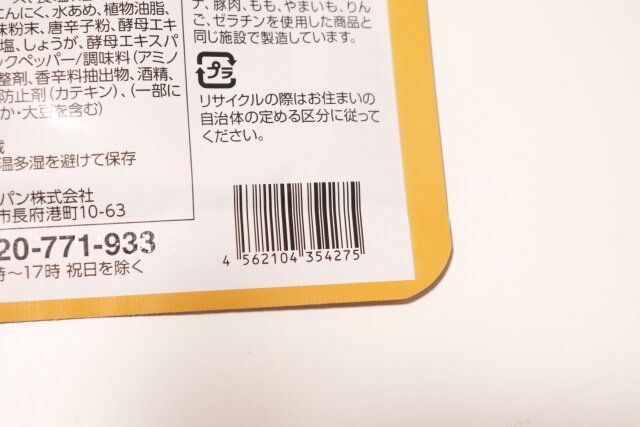 んにく、水あめ、植物油脂、
味粉末、唐辛子粉、酵母エキ
塩、しょうが、酵母エキスパ
ックペッパー/調味料(アミノ
整剤、香辛料抽出物、酒精、
防止剤(カテキン)、(一部に
か・大豆を含む)
温多湿を避けて保存
パン株式会社
市長府港町10-63
20-771-933
時〜17時 祝日を除く
ナ、豚肉、もも、やまいも、りん
ご、ゼラチンを使用した商品と
同じ施設で製造しています。
プラ
リサイクルの際はお住まいの
自治体の定める区分に従って
ください。
4 562104 354275